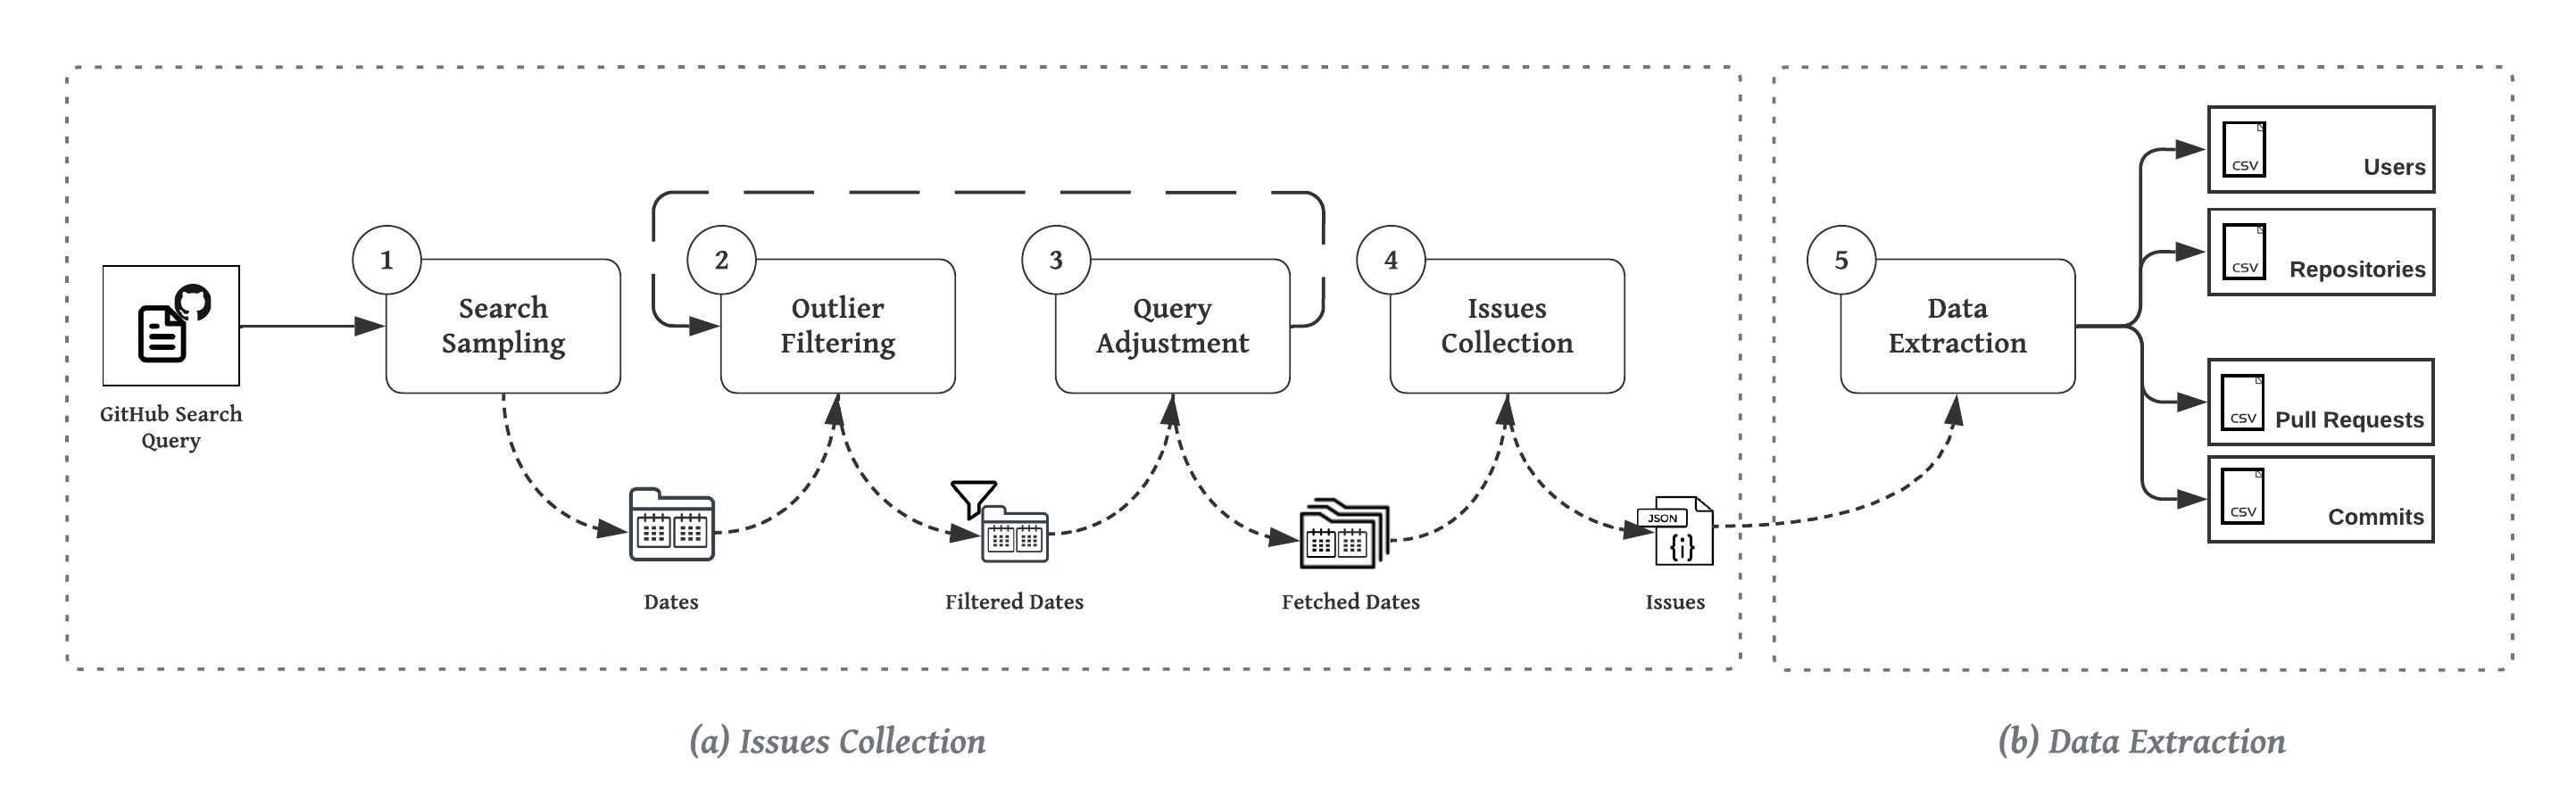 GitHub Search
Query
1
Search
Sampling
Dates
2
Outlier
Filtering
Filtered Dates
3
Query
Adjustment
Fetched Dates
4
Issues
Collection
JSON
{i}
Issues
(a) Issues Collection
5
Data
Extraction
CSV
Users
CSV
Repositories
CSV
Pull Requests
CSV
Commits
(b) Data Extraction